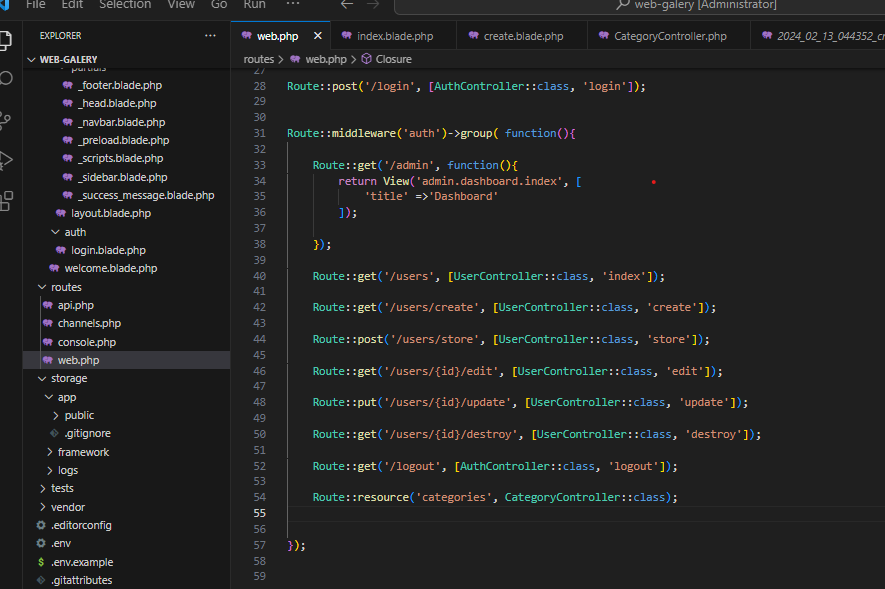 File Edit Selection View Go Run ··· ← → web-galery [Administrator]
EXPLORER ···
WEB-GALERY
partials
_footer.blade.php
_head.blade.php
_navbar.blade.php
_preload.blade.php
_scripts.blade.php
_sidebar.blade.php
_success_message.blade.php
layout.blade.php
auth
login.blade.php
welcome.blade.php
routes
api.php
channels.php
console.php
web.php
storage
app
public
.gitignore
framework
logs
tests
vendor
.editorconfig
.env
$ .env.example
.gitattributes
web.php × index.blade.php create.blade.php CategoryController.php 2024_02_13_044352_cr
routes > web.php > Closure
27
28 Route::post('/login', [AuthController::class, 'login']);
29
30
31 Route::middleware('auth')->group( function(){
32
33 Route::get('/admin', function(){
34 return View('admin.dashboard.index', [
35 'title' =>'Dashboard'
36 ]);
37
38 });
39
40 Route::get('/users', [UserController::class, 'index']);
41
42 Route::get('/users/create', [UserController::class, 'create']);
43
44 Route::post('/users/store', [UserController::class, 'store']);
45
46 Route::get('/users/{id}/edit', [UserController::class, 'edit']);
47
48 Route::put('/users/{id}/update', [UserController::class, 'update']);
49
50 Route::get('/users/{id}/destroy', [UserController::class, 'destroy']);
51
52 Route::get('/logout', [AuthController::class, 'logout']);
53
54 Route::resource('categories', CategoryController::class);
55
56
57 });
58
59